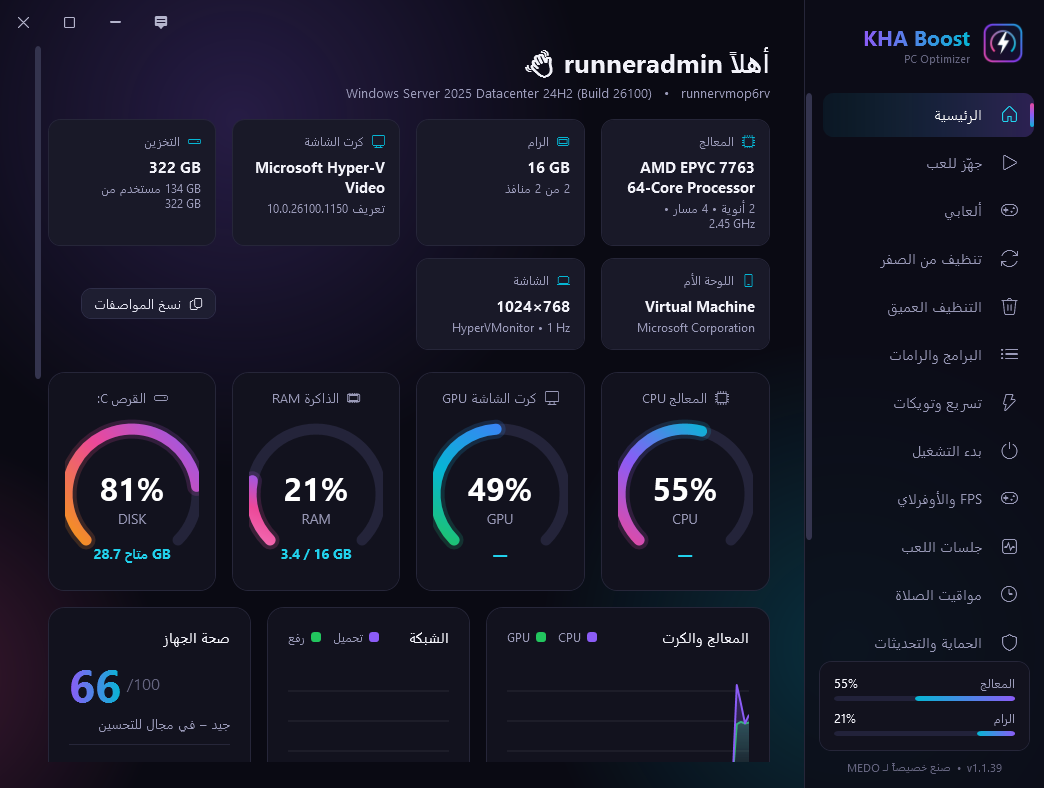 KHA Boost
PC Optimizer
الرئيسية
جهّز للعب
ألعابي
تنظيف من الصفر
التنظيف العميق
البرامج والرامات
تسريع وتويكات
بدء التشغيل
FPS والأوفرلاي
جلسات اللعب
مواقيت الصلاة
الحماية والتحديثات
المعالج 55%
الرام 21%
صنع خصيصاً لـ MEDO • v1.1.39
أهلاً runneradmin
runnervmop6rv • Windows Server 2025 Datacenter 24H2 (Build 26100)
المعالج
AMD EPYC 7763
64-Core Processor
2 أنوية • 4 مسار •
2.45 GHz
الرام
16 GB
2 من 2 منافذ
كرت الشاشة
Microsoft Hyper-V
Video
تعريف 10.0.26100.1150
التخزين
322 GB
134 GB مستخدم من
322 GB
اللوحة الأم
Virtual Machine
Microsoft Corporation
الشاشة
1024×768
HyperVMonitor • 1 Hz
نسخ المواصفات
المعالج CPU
55%
CPU
—
كرت الشاشة GPU
49%
GPU
—
الذاكرة RAM
21%
RAM
3.4 / 16 GB
القرص C:
81%
DISK
28.7 متاح GB
المعالج والكرت
CPU
GPU
الشبكة
تحميل
رفع
صحة الجهاز
66 /100
جيد – في مجال للتحسين